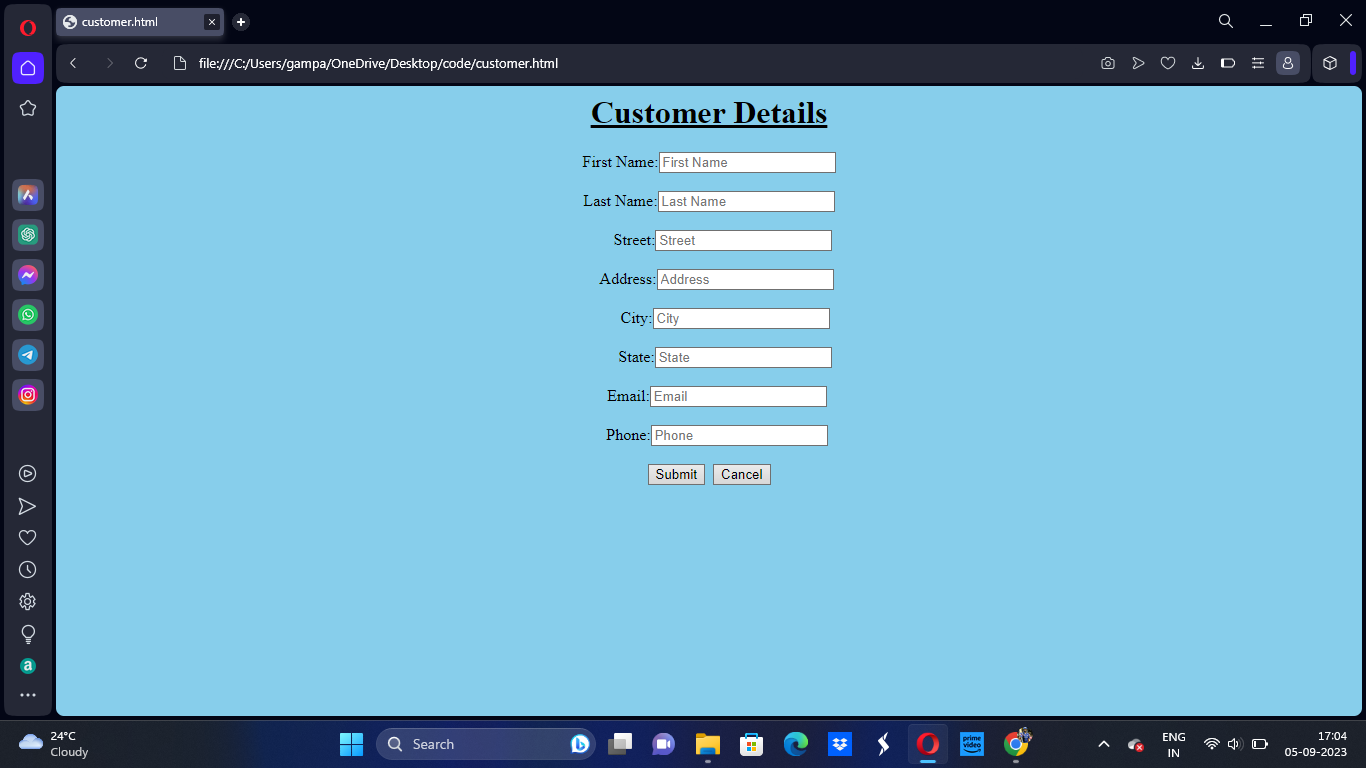 customer.html
file:///C:/Users/gampa/OneDrive/Desktop/code/customer.html
Customer Details
First Name: First Name
Last Name: Last Name
Street: Street
Address: Address
City: City
State: State
Email: Email
Phone: Phone
Submit Cancel
a
24°C
Cloudy
Search
prime video
ENG
IN
17:04
05-09-2023